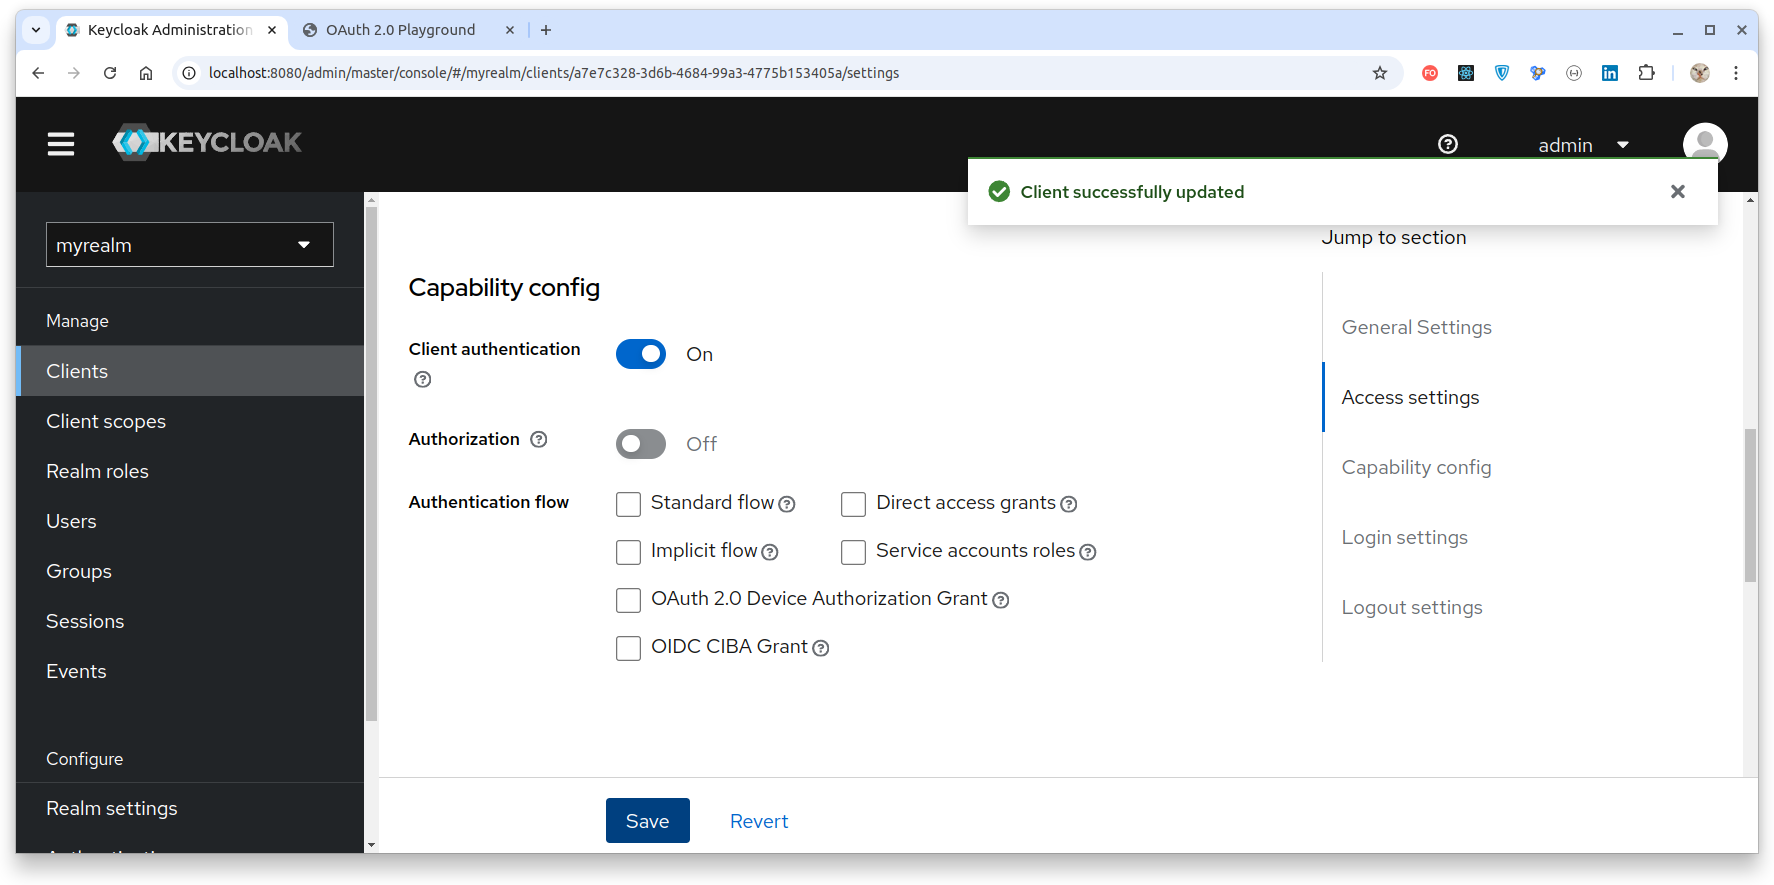 Keycloak Administration
OAuth 2.0 Playground
localhost:8080/admin/master/console/#/myrealm/clients/a7e7c328-3d6b-4684-99a3-4775b153405a/settings
FO
in
KEYCLOAK
admin
Client successfully updated
myrealm
Manage
Clients
Client scopes
Realm roles
Users
Groups
Sessions
Events
Configure
Realm settings
Capability config
Client authentication
On
Authorization
Off
Authentication flow
Standard flow
Direct access grants
Implicit flow
Service accounts roles
OAuth 2.0 Device Authorization Grant
OIDC CIBA Grant
Jump to section
General Settings
Access settings
Capability config
Login settings
Logout settings
Save
Revert